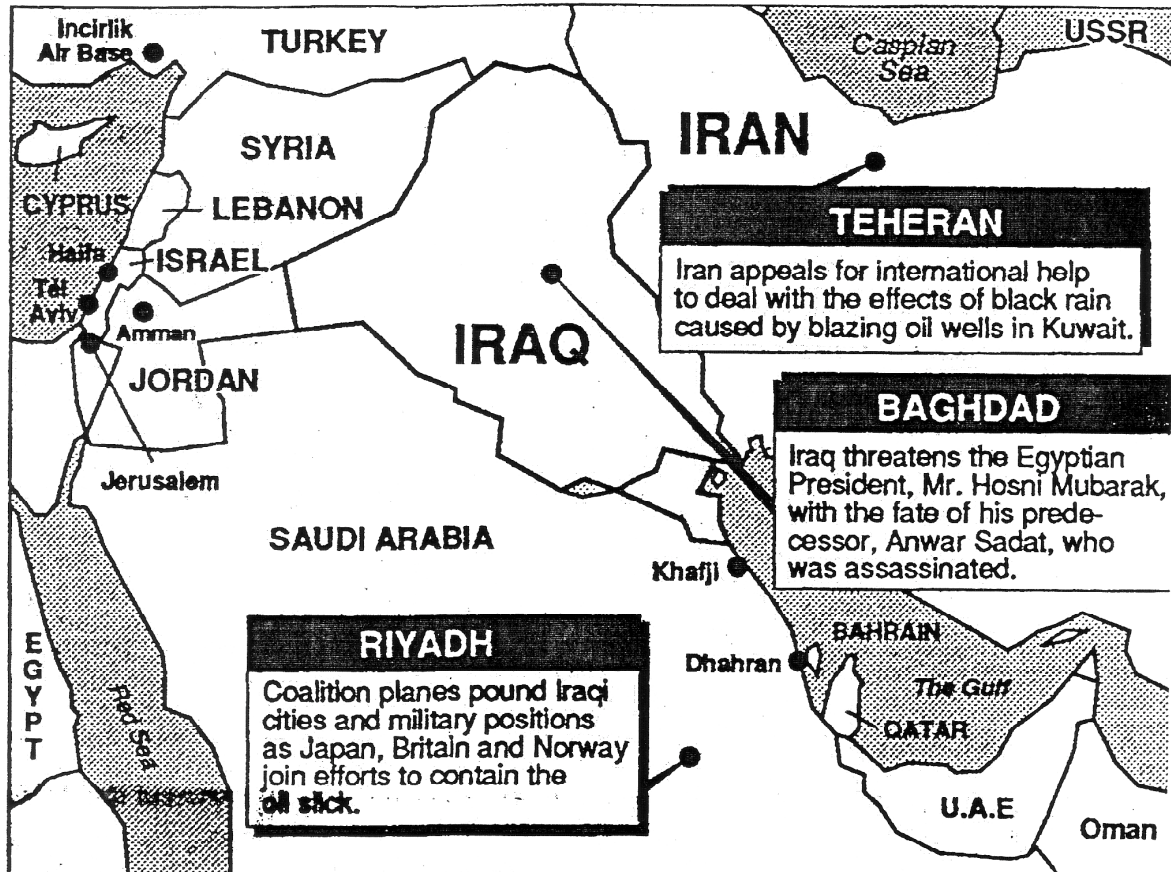 Incirlik
Air Base
TURKEY
Caspian
Sea
USSR
IRAN
SYRIA
CYPRUS
LEBANON
Haifa
ISRAEL
Tel
Aviv
Amman
IRAQ
JORDAN
Jerusalem
TEHERAN
Iran appeals for international help
to deal with the effects of black rain
caused by blazing oil wells in Kuwait.
BAGHDAD
Iraq threatens the Egyptian
President, Mr. Hosni Mubarak,
with the fate of his prede-
cessor, Anwar Sadat, who
was assassinated.
SAUDI ARABIA
Khafji
EGYPT
Red Sea
RIYADH
Coalition planes pound Iraqi
cities and military positions
as Japan, Britain and Norway
join efforts to contain the
oil slick.
BAHRAIN
Dhahran
The Gulf
QATAR
U.A.E
Oman